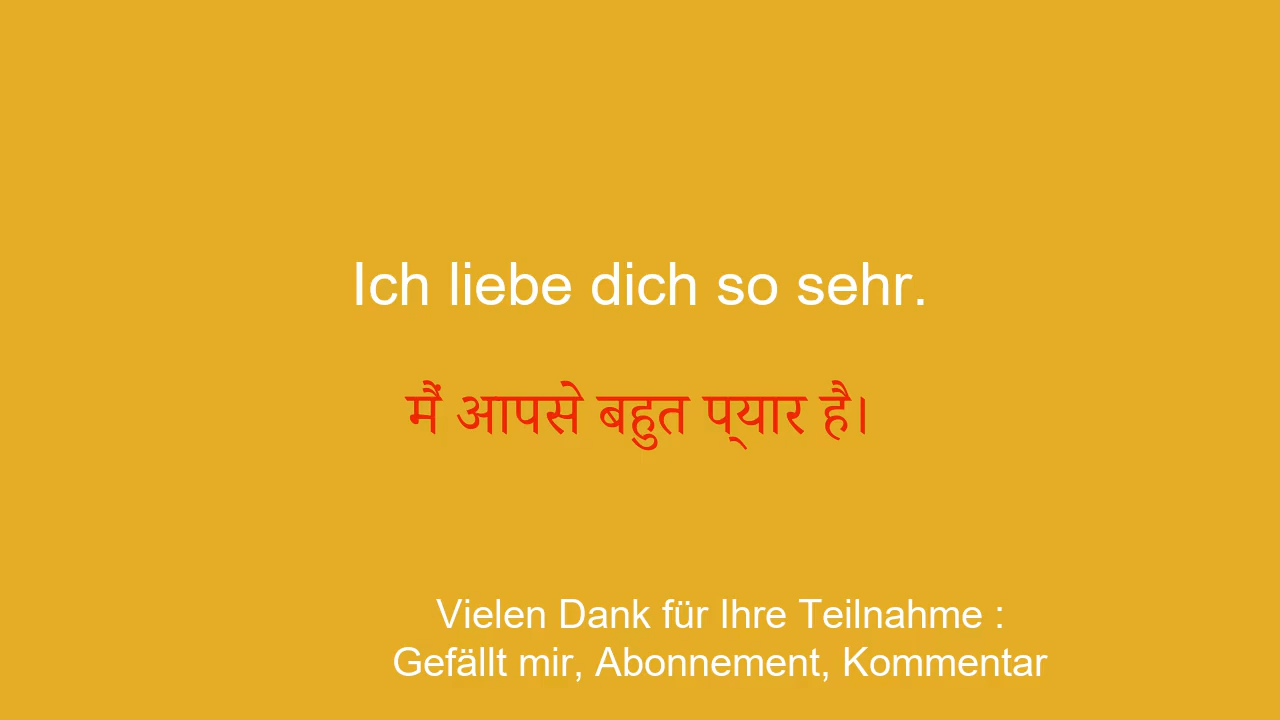 Ich liebe dich so sehr.
मैं आपसे बहुत प्यार है।
Vielen Dank für Ihre Teilnahme :
Gefällt mir, Abonnement, Kommentar